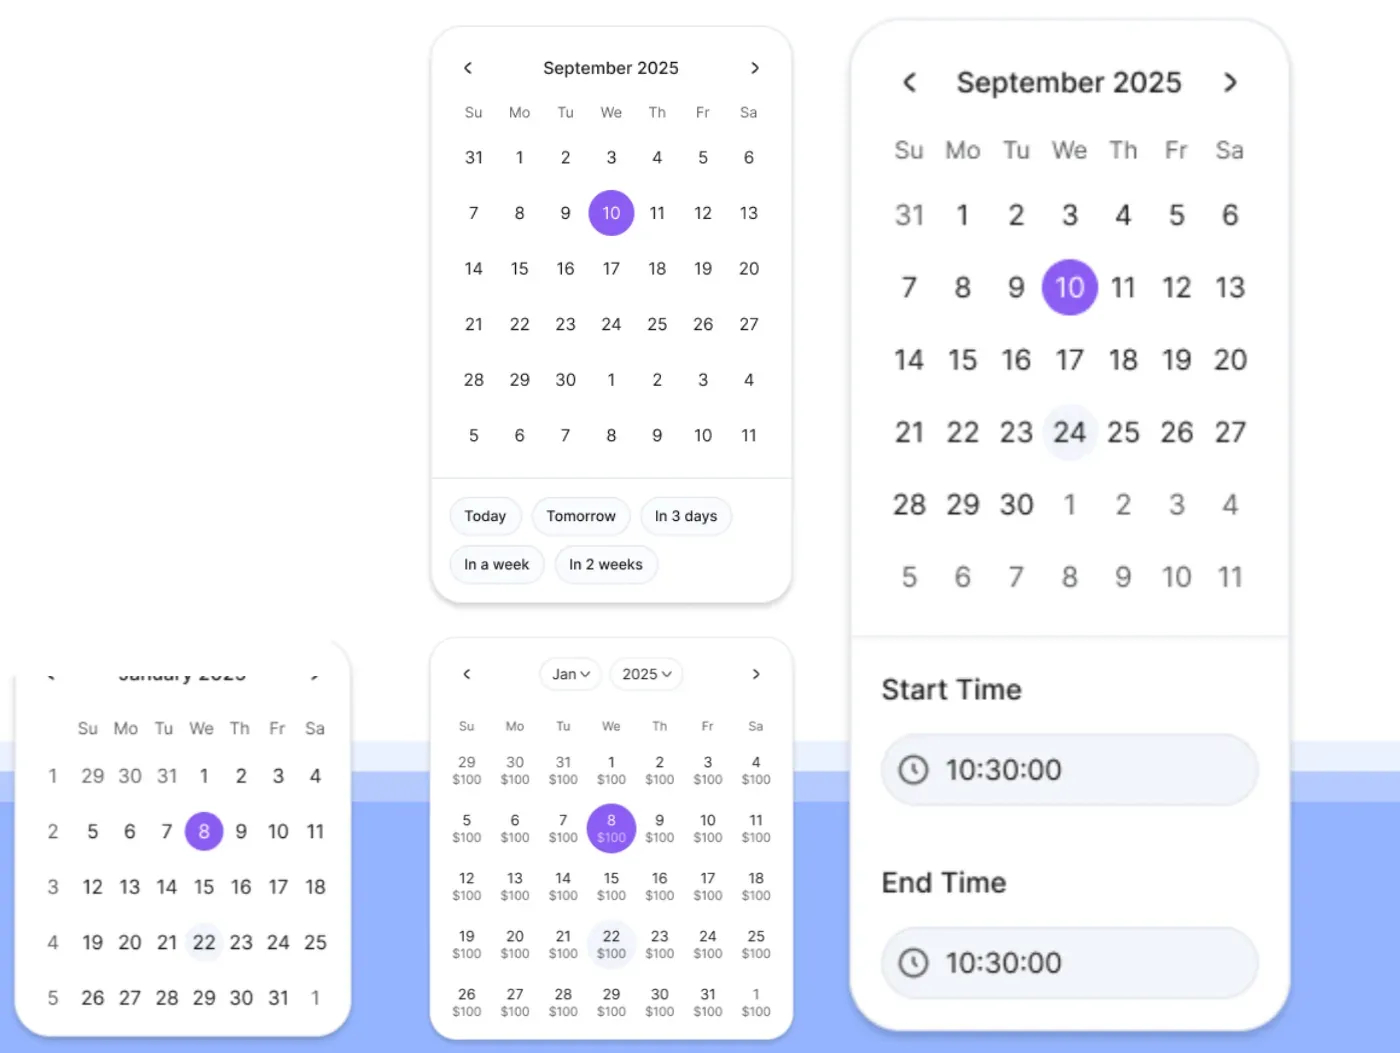 September 2025
Su Mo Tu We Th Fr Sa
31 1 2 3 4 5 6
7 8 9 10 11 12 13
14 15 16 17 18 19 20
21 22 23 24 25 26 27
28 29 30 1 2 3 4
5 6 7 8 9 10 11
Today Tomorrow In 3 days
In a week In 2 weeks
September 2025
Su Mo Tu We Th Fr Sa
31 1 2 3 4 5 6
7 8 9 10 11 12 13
14 15 16 17 18 19 20
21 22 23 24 25 26 27
28 29 30 1 2 3 4
5 6 7 8 9 10 11
Start Time
10:30:00
End Time
10:30:00
January 2025
Su Mo Tu We Th Fr Sa
1 29 30 31 1 2 3 4
2 5 6 7 8 9 10 11
3 12 13 14 15 16 17 18
4 19 20 21 22 23 24 25
5 26 27 28 29 30 31 1
Jan 2025
Su Mo Tu We Th Fr Sa
29 30 31 1 2 3 4
$100 $100 $100 $100 $100 $100 $100
5 6 7 8 9 10 11
$100 $100 $100 $100 $100 $100 $100
12 13 14 15 16 17 18
$100 $100 $100 $100 $100 $100 $100
19 20 21 22 23 24 25
$100 $100 $100 $100 $100 $100 $100
26 27 28 29 30 31 1
$100 $100 $100 $100 $100 $100 $100